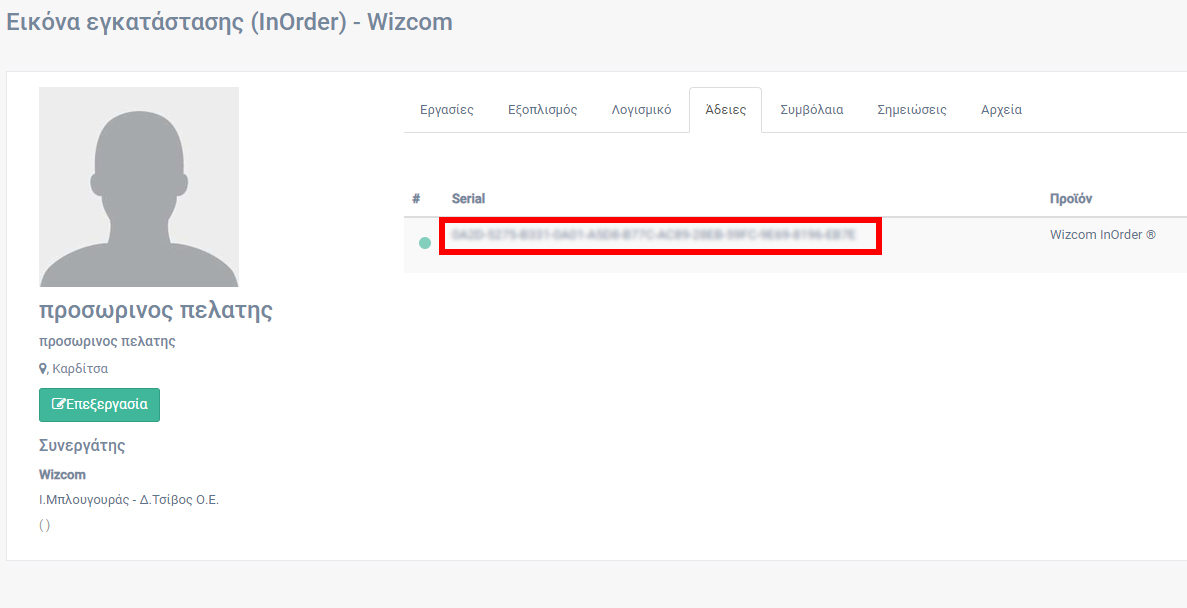 Εικόνα εγκατάστασης (InOrder) - Wizcom
Εργασίες Εξοπλισμός Λογισμικό Άδειες Συμβόλαια Σημειώσεις Αρχεία
# Serial Προϊόν
Wizcom InOrder ®
προσωρινος πελατης
προσωρινος πελατης
, Καρδίτσα
Επεξεργασία
Συνεργάτης
Wizcom
Ι.Μπλουγουράς - Δ.Τσίβος Ο.Ε.
( )